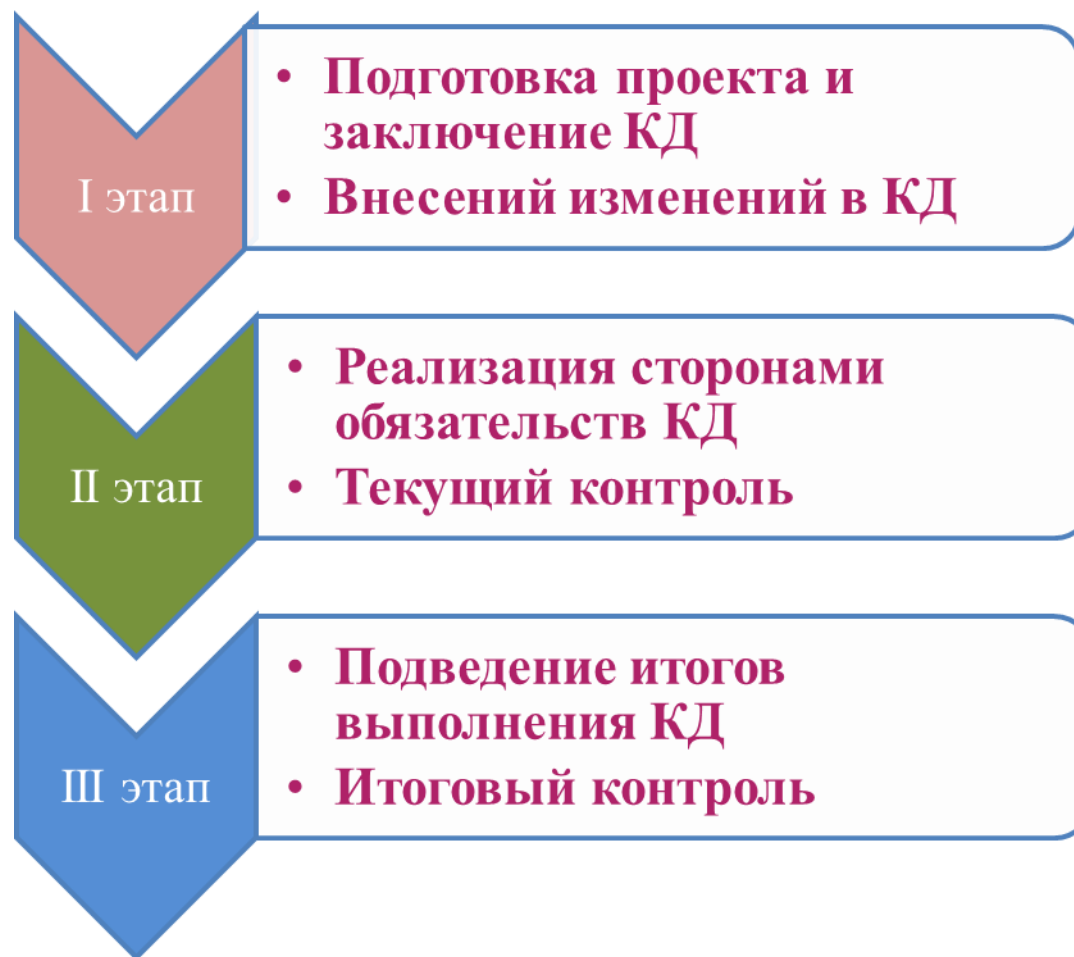 I этап
• Подготовка проекта и
заключение КД
• Внесений изменений в КД
II этап
• Реализация сторонами
обязательств КД
• Текущий контроль
III этап
• Подведение итогов
выполнения КД
• Итоговый контроль